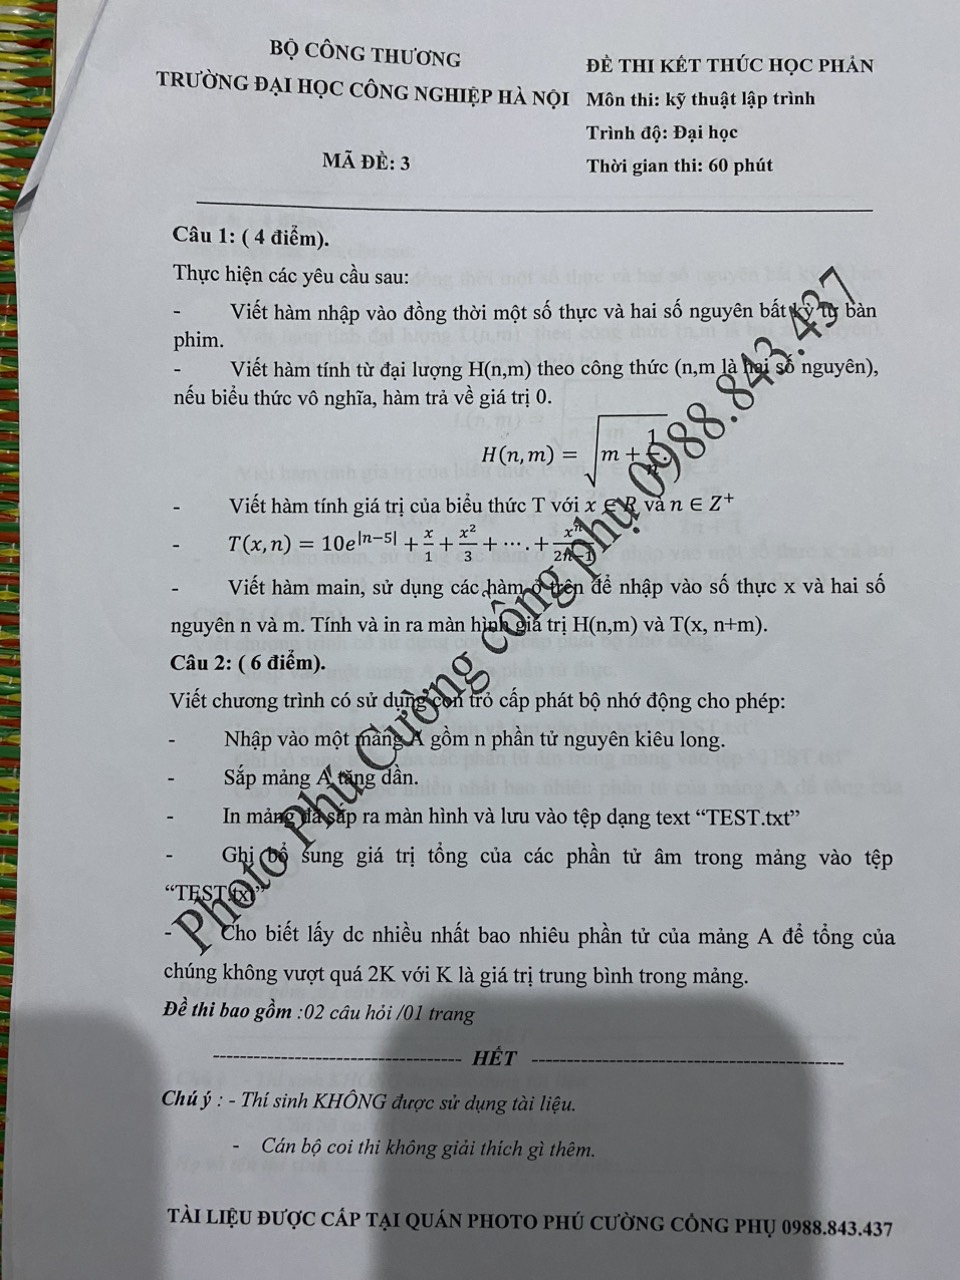 BỘ CÔNG THƯƠNG
TRƯỜNG ĐẠI HỌC CÔNG NGHIỆP HÀ NỘI
MÃ ĐỀ: 3
ĐỀ THI KẾT THÚC HỌC PHẦN
Môn thi: kỹ thuật lập trình
Trình độ: Đại học
Thời gian thi: 60 phút
Câu 1: ( 4 điểm).
Thực hiện các yêu cầu sau:
- Viết hàm nhập vào đồng thời một số thực và hai số nguyên bất kỳ từ bàn
phim.
- Viết hàm tính từ đại lượng H(n,m) theo công thức (n,m là hai số nguyên),
nếu biểu thức vô nghĩa, hàm trả về giá trị 0.
H(n,m) = √(m + 1/n)
- Viết hàm tính giá trị của biểu thức T với x ∈ R và n ∈ Z⁺
- T(x,n) = 10e^|n−5| + x/1 + x²/3 + ⋯. + xⁿ/(2n−1)
- Viết hàm main, sử dụng các hàm ở trên để nhập vào số thực x và hai số
nguyên n và m. Tính và in ra màn hình giá trị H(n,m) và T(x, n+m).
Câu 2: ( 6 điểm).
Viết chương trình có sử dụng con trỏ cấp phát bộ nhớ động cho phép:
- Nhập vào một mảng A gồm n phần tử nguyên kiêu long.
- Sắp mảng A tăng dần.
- In mảng đã sắp ra màn hình và lưu vào tệp dạng text “TEST.txt”
- Ghi bổ sung giá trị tổng của các phần tử âm trong mảng vào tệp
“TEST.txt”
- Cho biết lấy dc nhiều nhất bao nhiêu phần tử của mảng A để tổng của
chúng không vượt quá 2K với K là giá trị trung bình trong mảng.
Đề thi bao gồm :02 câu hỏi /01 trang
HẾT
Chú ý : - Thí sinh KHÔNG được sử dụng tài liệu.
- Cán bộ coi thi không giải thích gì thêm.
TÀI LIỆU ĐƯỢC CẤP TẠI QUÁN PHOTO PHÚ CƯỜNG CÔNG PHỤ 0988.843.437
Photo Phú Cường công phụ 0988.843.437